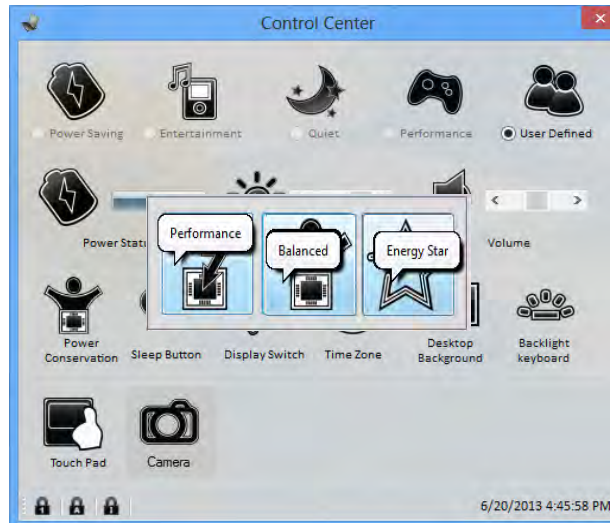 Control Center
Power Saving
Entertainment
Quiet
Performance
User Defined
Performance
Balanced
Energy Star
Power Stat
Volume
Power
Conservation
Sleep Button
Display Switch
Time Zone
Desktop
Background
Backlight
keyboard
Touch Pad
Camera
1
A
6/20/2013 4:45:58 PM